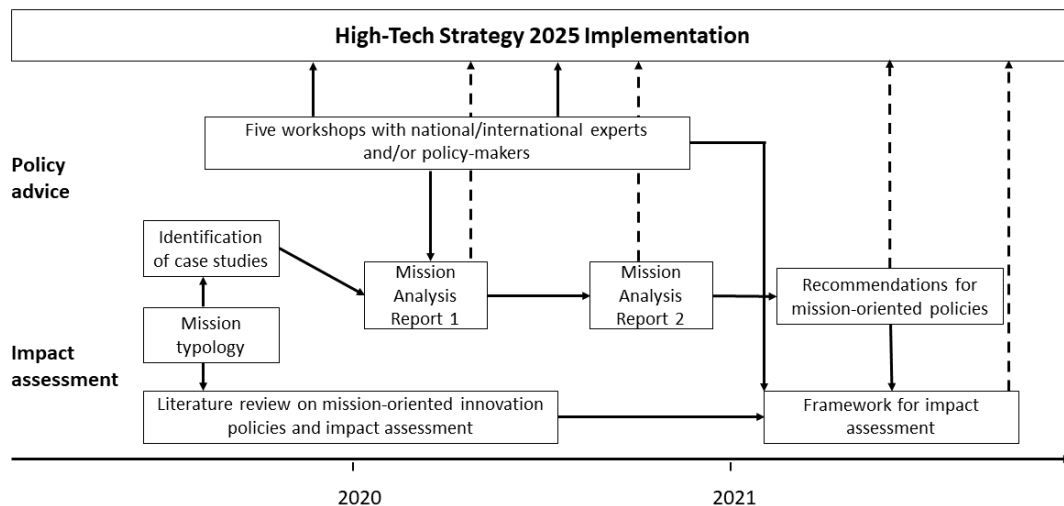 High-Tech Strategy 2025 Implementation
Five workshops with national/international experts
and/or policy-makers
Policy
advice
Identification
of case studies
Mission
Analysis
Report 1
Mission
Analysis
Report 2
Recommendations for
mission-oriented policies
Mission
typology
Impact
assessment
Literature review on mission-oriented innovation
policies and impact assessment
Framework for impact
assessment
2020
2021